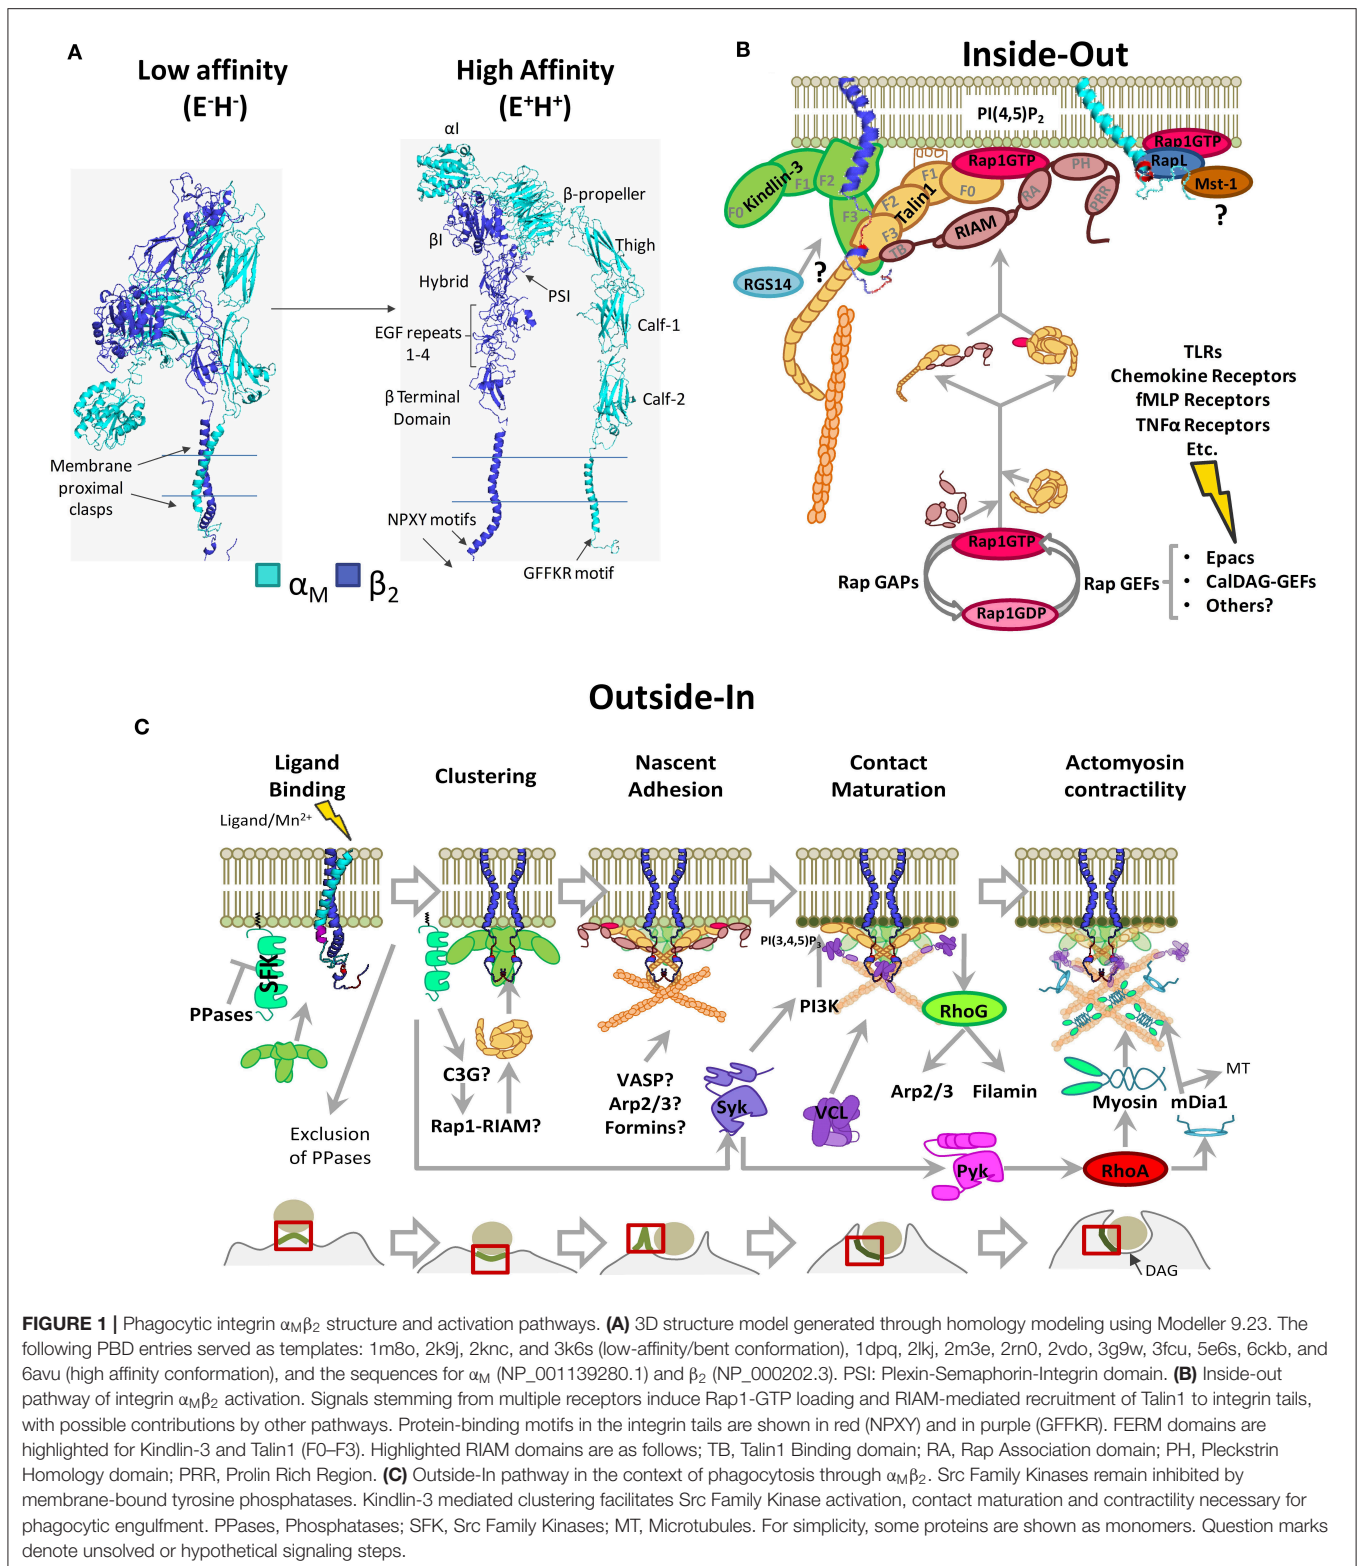 A
Low affinity
(E⁻H⁻)
High Affinity
(E⁺H⁺)
αI
β-propeller
βI
Thigh
Hybrid
PSI
EGF repeats
1-4
Calf-1
β Terminal
Domain
Calf-2
Membrane
proximal
clasps
NPXY motifs
GFFKR motif
αM β2
B
Inside-Out
PI(4,5)P2
Rap1GTP
RapL
Mst-1
?
Kindlin-3
F0
F1
F2
F3
Talin1
F0
F1
F2
F3
Rap1GTP
PH
RA
PRR
RIAM
TB
RGS14
?
TLRs
Chemokine Receptors
fMLP Receptors
TNFα Receptors
Etc.
Rap1GTP
Rap GAPs
Rap GEFs
Rap1GDP
• Epacs
• CalDAG-GEFs
• Others?
Outside-In
C
Ligand
Binding
Clustering
Nascent
Adhesion
Contact
Maturation
Actomyosin
contractility
Ligand/Mn²⁺
SFK
PPases
Exclusion
of PPases
C3G?
Rap1-RIAM?
VASP?
Arp2/3?
Formins?
Syk
PI(3,4,5)P3
PI3K
VCL
RhoG
Arp2/3
Filamin
Pyk
Myosin
mDia1
MT
RhoA
DAG
FIGURE 1 | Phagocytic integrin αMβ2 structure and activation pathways. (A) 3D structure model generated through homology modeling using Modeller 9.23. The
following PBD entries served as templates: 1m8o, 2k9j, 2knc, and 3k6s (low-affinity/bent conformation), 1dpq, 2lkj, 2m3e, 2rn0, 2vdo, 3g9w, 3fcu, 5e6s, 6ckb, and
6avu (high affinity conformation), and the sequences for αM (NP_001139280.1) and β2 (NP_000202.3). PSI: Plexin-Semaphorin-Integrin domain. (B) Inside-out
pathway of integrin αMβ2 activation. Signals stemming from multiple receptors induce Rap1-GTP loading and RIAM-mediated recruitment of Talin1 to integrin tails,
with possible contributions by other pathways. Protein-binding motifs in the integrin tails are shown in red (NPXY) and in purple (GFFKR). FERM domains are
highlighted for Kindlin-3 and Talin1 (F0–F3). Highlighted RIAM domains are as follows; TB, Talin1 Binding domain; RA, Rap Association domain; PH, Pleckstrin
Homology domain; PRR, Prolin Rich Region. (C) Outside-In pathway in the context of phagocytosis through αMβ2. Src Family Kinases remain inhibited by
membrane-bound tyrosine phosphatases. Kindlin-3 mediated clustering facilitates Src Family Kinase activation, contact maturation and contractility necessary for
phagocytic engulfment. PPases, Phosphatases; SFK, Src Family Kinases; MT, Microtubules. For simplicity, some proteins are shown as monomers. Question marks
denote unsolved or hypothetical signaling steps.